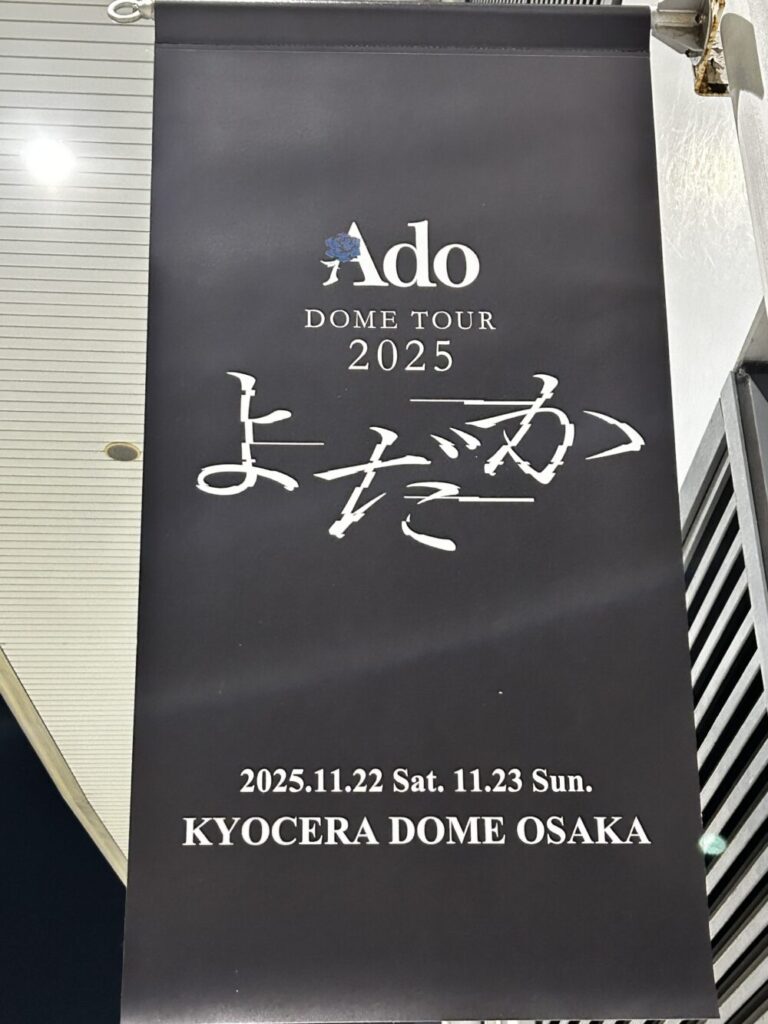 Ado
DOME TOUR
2025
よだか
2025.11.22 Sat. 11.23 Sun.
KYOCERA DOME OSAKA